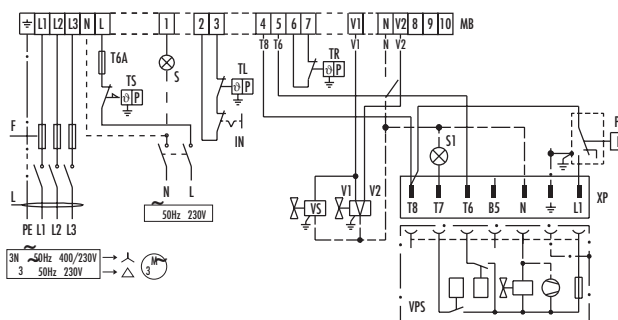 L1 L2 L3 N L 1 2 3 4 5 6 7 V1 N V2 8 9 10 MB
T8 T6 V1 N V2
T6A
S
TS
ϑ P
TL
ϑ P
TR
ϑ P
IN
F
L
N L
50Hz 230V
PE L1 L2 L3
3N 50Hz 400/230V
3 50Hz 230V
M
3
S1
VS
V1 V2
T8 T7 T6 B5 N L1 XP
VPS